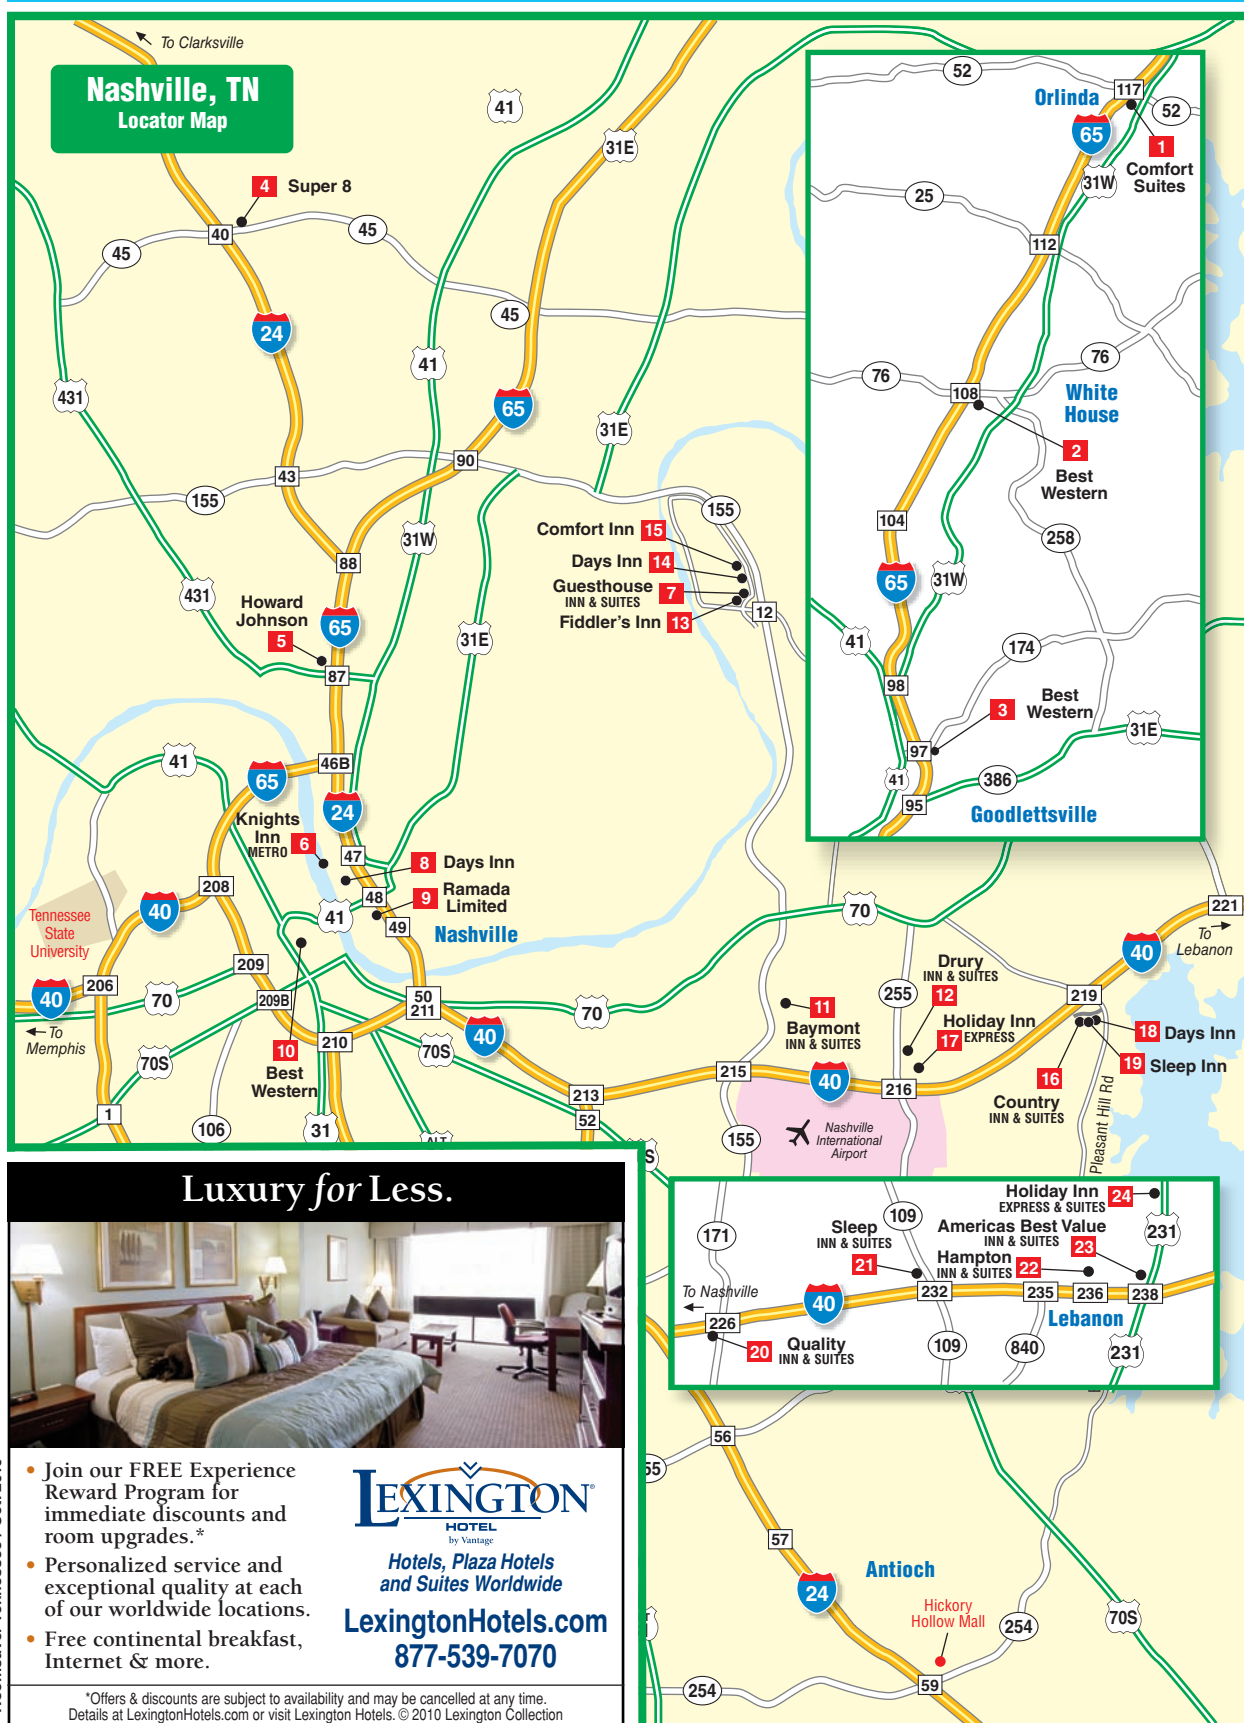 To Clarksville
Nashville, TN
Locator Map
41
31E
4 Super 8
40
45
45
45
24
41
65
431
31E
90
43
155
155
31W
88
Comfort Inn 15
Days Inn 14
Guesthouse 7
INN & SUITES
Fiddler's Inn 13
12
431
Howard
Johnson
5
65
31E
87
41
46B
65
24
Knights
Inn
METRO 6
47
8 Days Inn
9 Ramada
Limited
48
49
41
Nashville
208
40
Tennessee
State
University
206
40
70
To
Memphis
209
209B
50
211
70
70
70S
70S
210
10
Best
Western
40
1
106
31
ALT
213
52
215
155
11
Baymont
INN & SUITES
40
216
255
Drury
INN & SUITES
12
Holiday Inn
17 EXPRESS
219
18 Days Inn
19 Sleep Inn
16
Country
INN & SUITES
Pleasant Hill Rd
40
221
To
Lebanon
Nashville
International
Airport
52
Orlinda
117
52
65
1
Comfort
Suites
31W
25
112
76
76
108
White
House
2
Best
Western
104
258
65
31W
41
174
98
3
Best
Western
97
31E
41
386
95
Goodlettsville
Holiday Inn 24
EXPRESS & SUITES
171
109
Sleep
INN & SUITES
21
Americas Best Value
INN & SUITES 23
Hampton
INN & SUITES 22
231
To Nashville
40
232
235
236
238
226
Lebanon
20 Quality
INN & SUITES
109
840
231
56
57
Antioch
24
Hickory
Hollow Mall
254
70S
254
59
Luxury for Less.
• Join our FREE Experience
Reward Program for
immediate discounts and
room upgrades.*
• Personalized service and
exceptional quality at each
of our worldwide locations.
• Free continental breakfast,
Internet & more.
LEXINGTON®
HOTEL
by Vantage
Hotels, Plaza Hotels
and Suites Worldwide
LexingtonHotels.com
877-539-7070
*Offers & discounts are subject to availability and may be cancelled at any time.
Details at LexingtonHotels.com or visit Lexington Hotels. © 2010 Lexington Collection